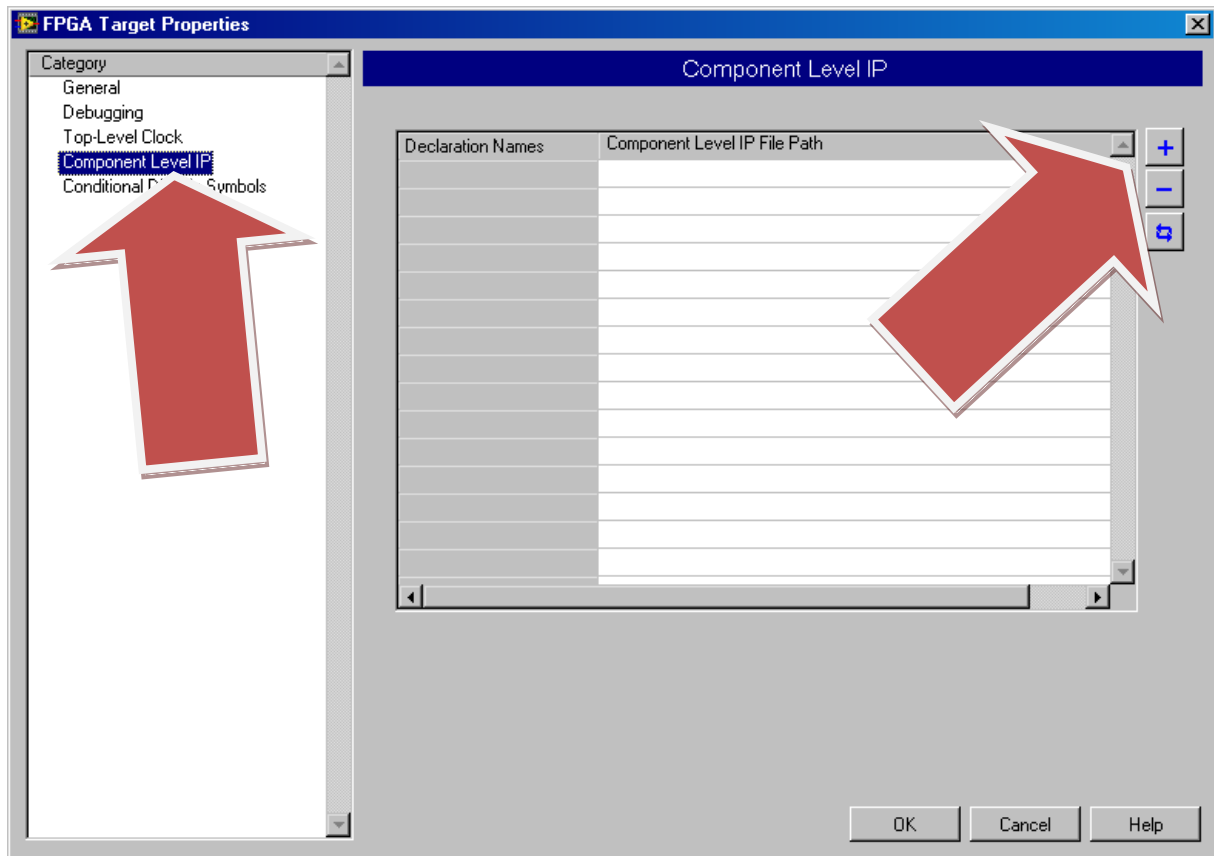 FPGA Target Properties
Category
General
Debugging
Top-Level Clock
Component Level IP
Conditional Symbols
Component Level IP
Declaration Names
Component Level IP File Path
+
−
OK
Cancel
Help